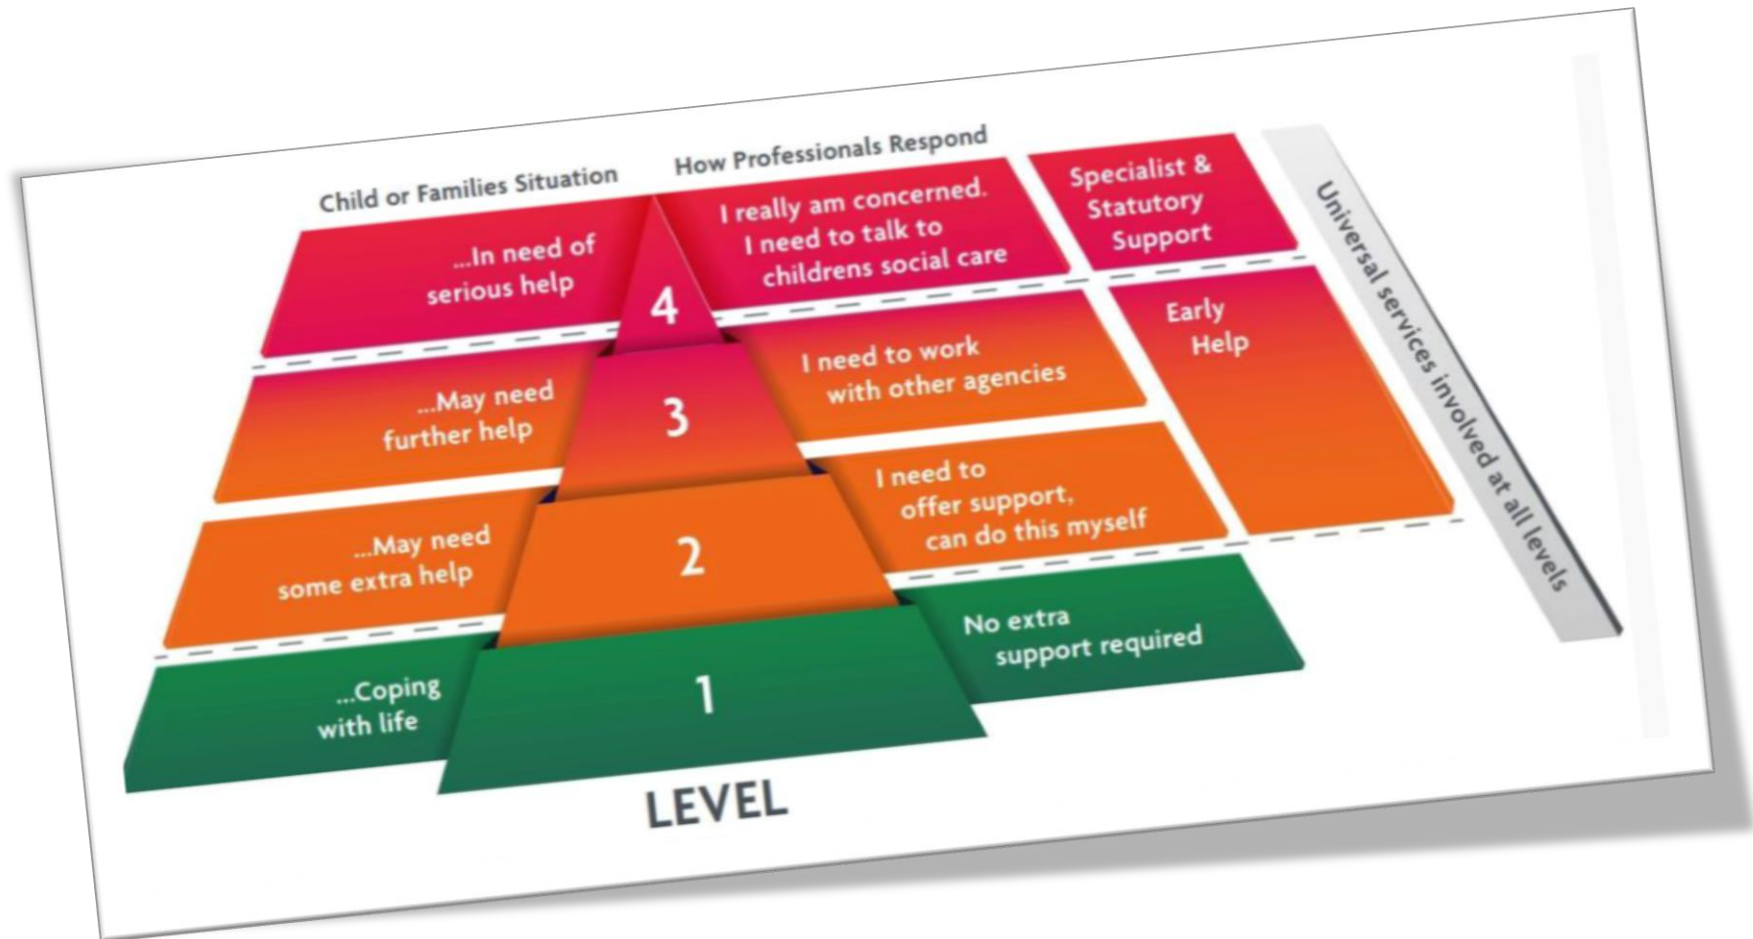 Child or Families Situation
How Professionals Respond
...In need of
serious help
4
I really am concerned.
I need to talk to
childrens social care
Specialist &
Statutory
Support
...May need
further help
3
I need to work
with other agencies
Early
Help
...May need
some extra help
2
I need to
offer support,
can do this myself
...Coping
with life
1
No extra
support required
Universal services involved at all levels
LEVEL